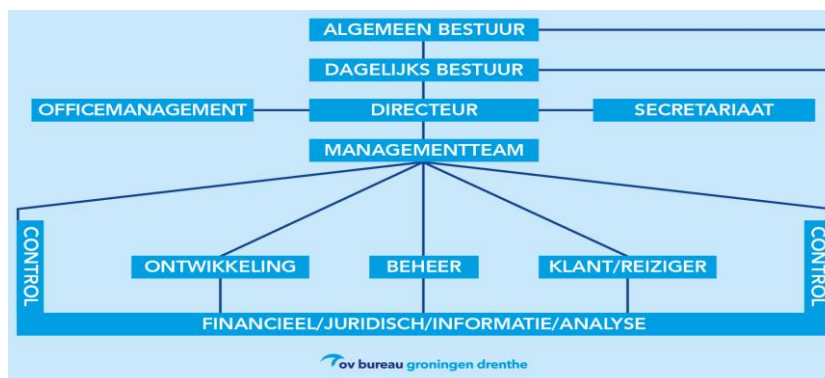 ALGEMEEN BESTUUR
DAGELIJKS BESTUUR
OFFICEMANAGEMENT
DIRECTEUR
SECRETARIAAT
MANAGEMENTTEAM
CONTROL
ONTWIKKELING
BEHEER
KLANT/REIZIGER
CONTROL
FINANCIEEL/JURIDISCH/INFORMATIE/ANALYSE
ov bureau groningen drenthe